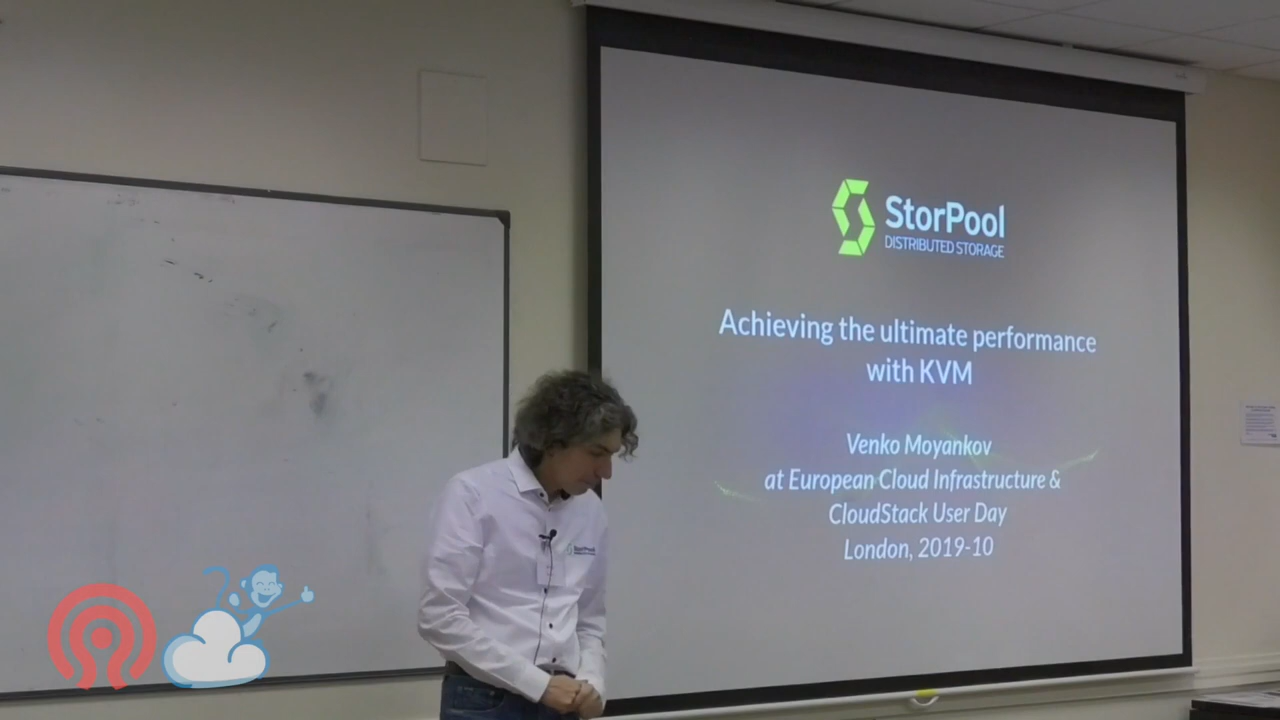 StorPool
DISTRIBUTED STORAGE
Achieving the ultimate performance
with KVM
Venko Moyankov
at European Cloud Infrastructure &
CloudStack User Day
London, 2019-10
StorPool